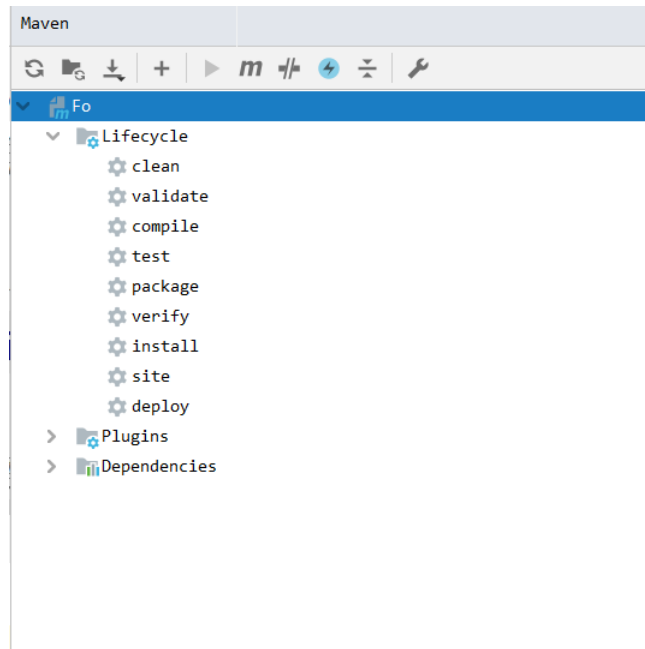 Maven
m
Fo
Lifecycle
clean
validate
compile
test
package
verify
install
site
deploy
Plugins
Dependencies